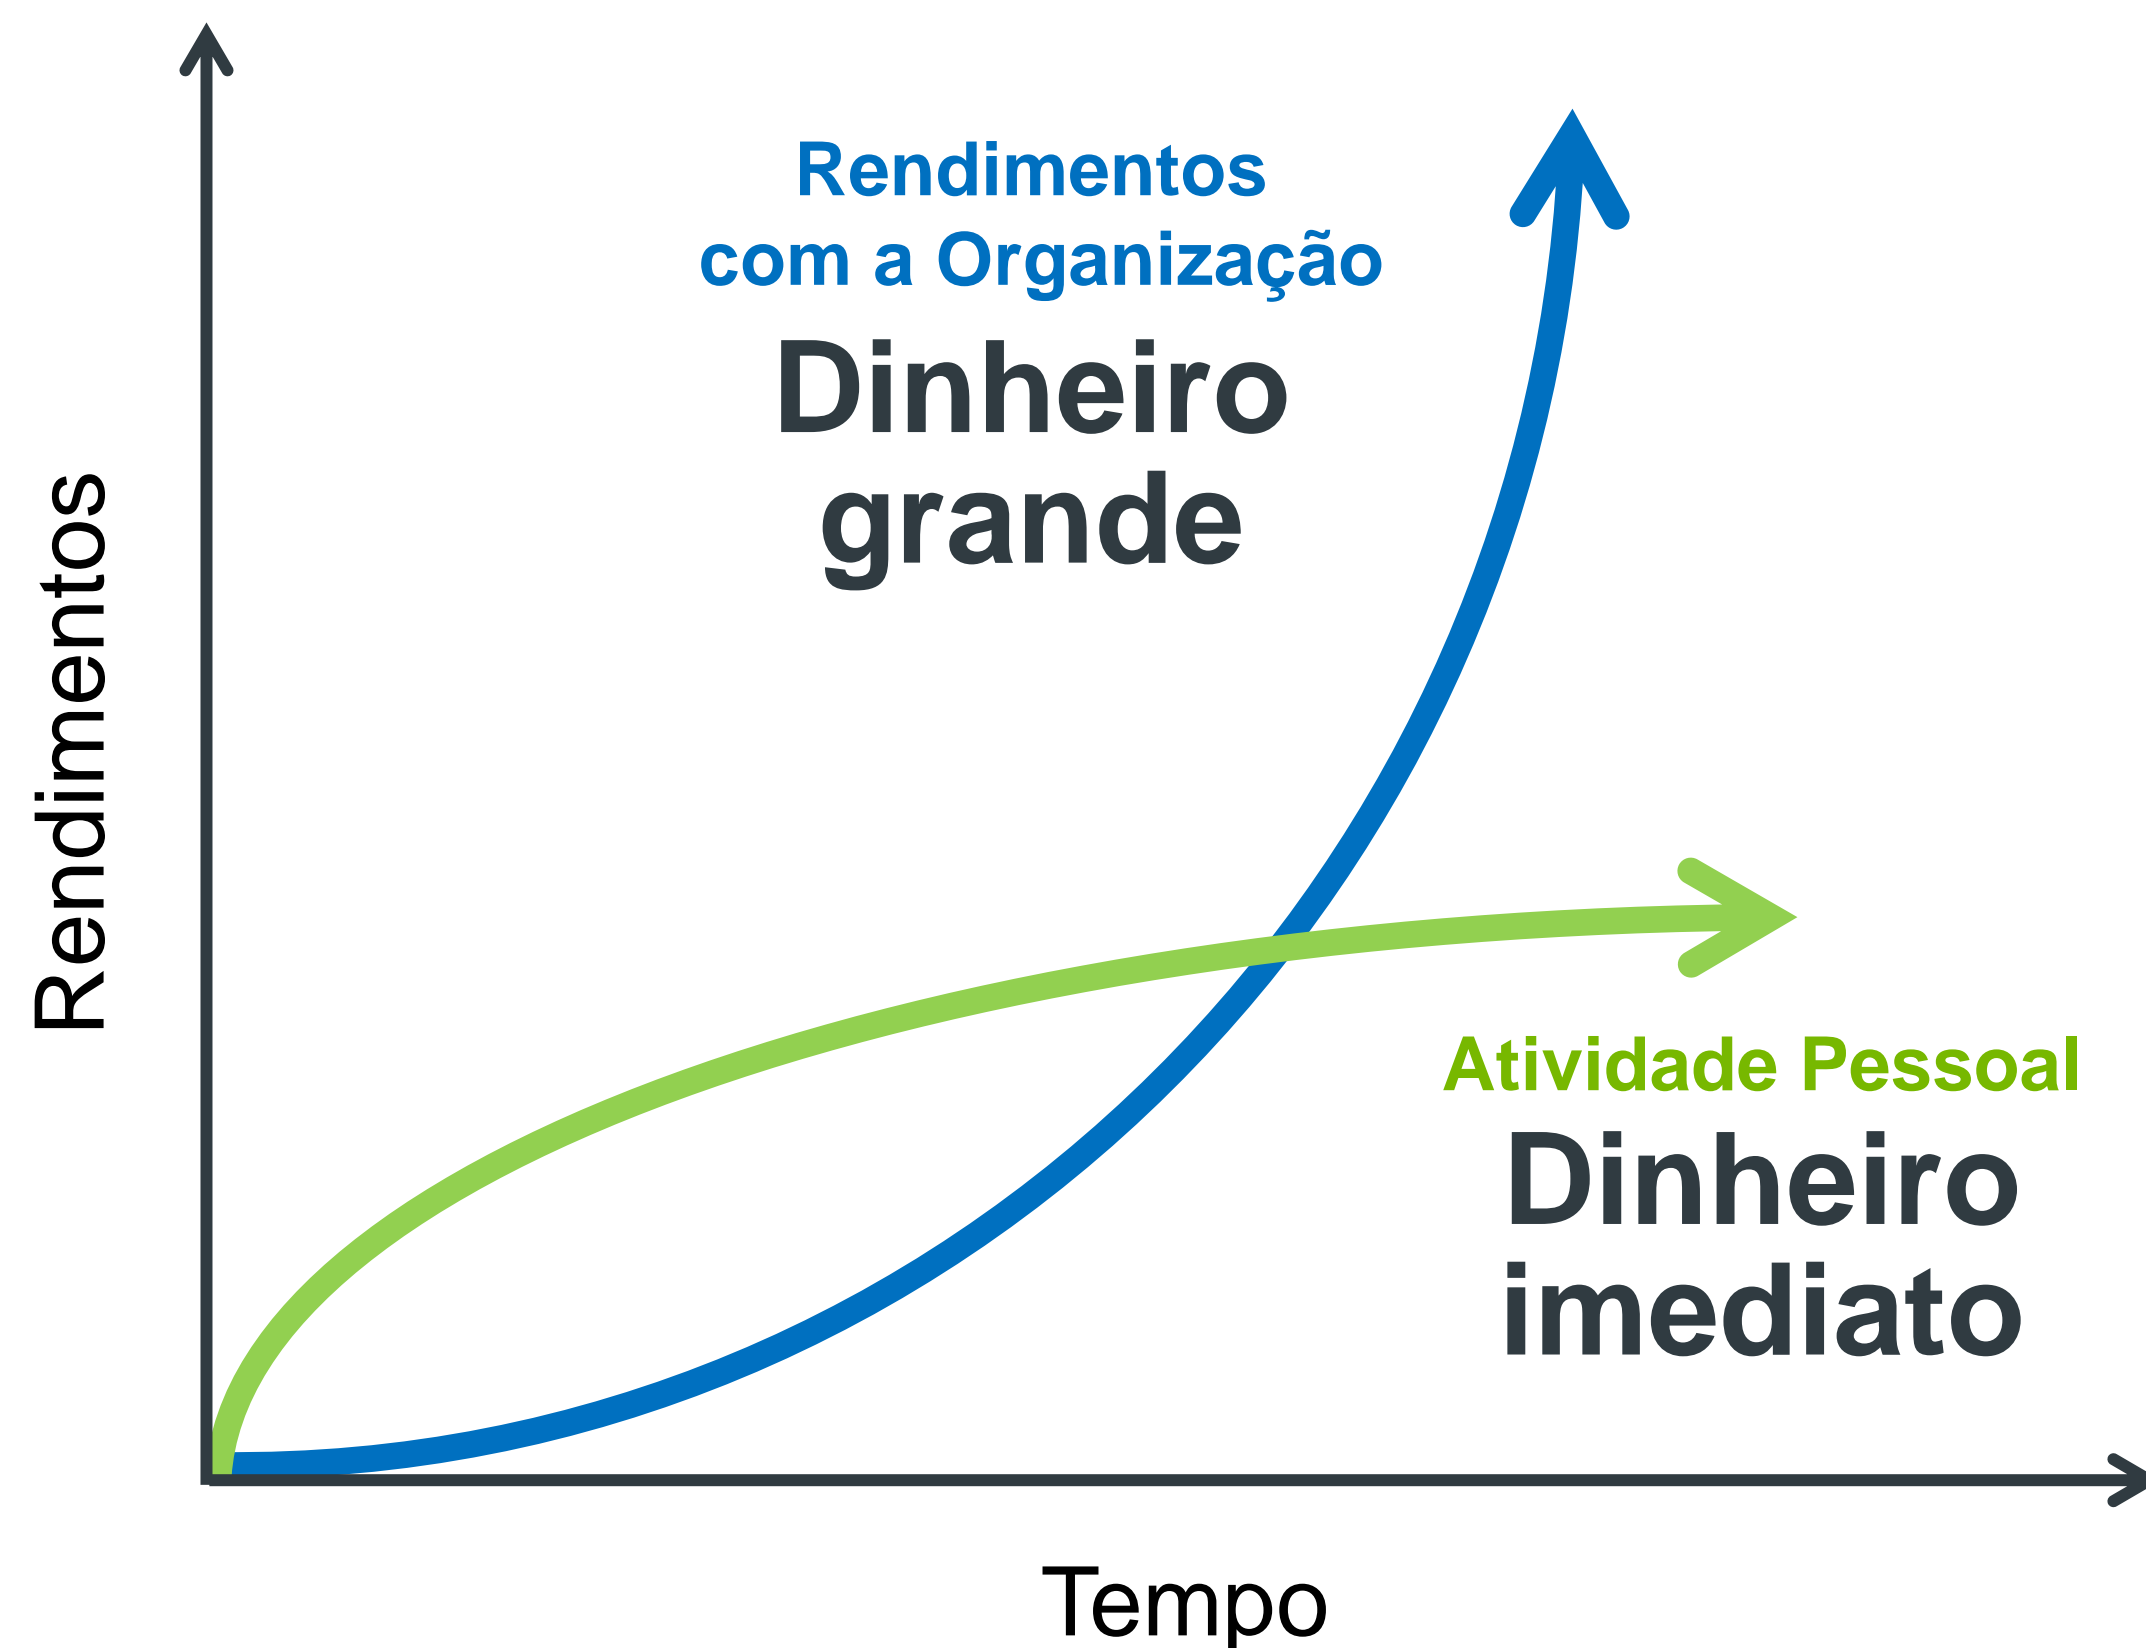 Rendimentos
com a Organização
Dinheiro
grande
Rendimentos
Atividade Pessoal
Dinheiro
imediato
Tempo